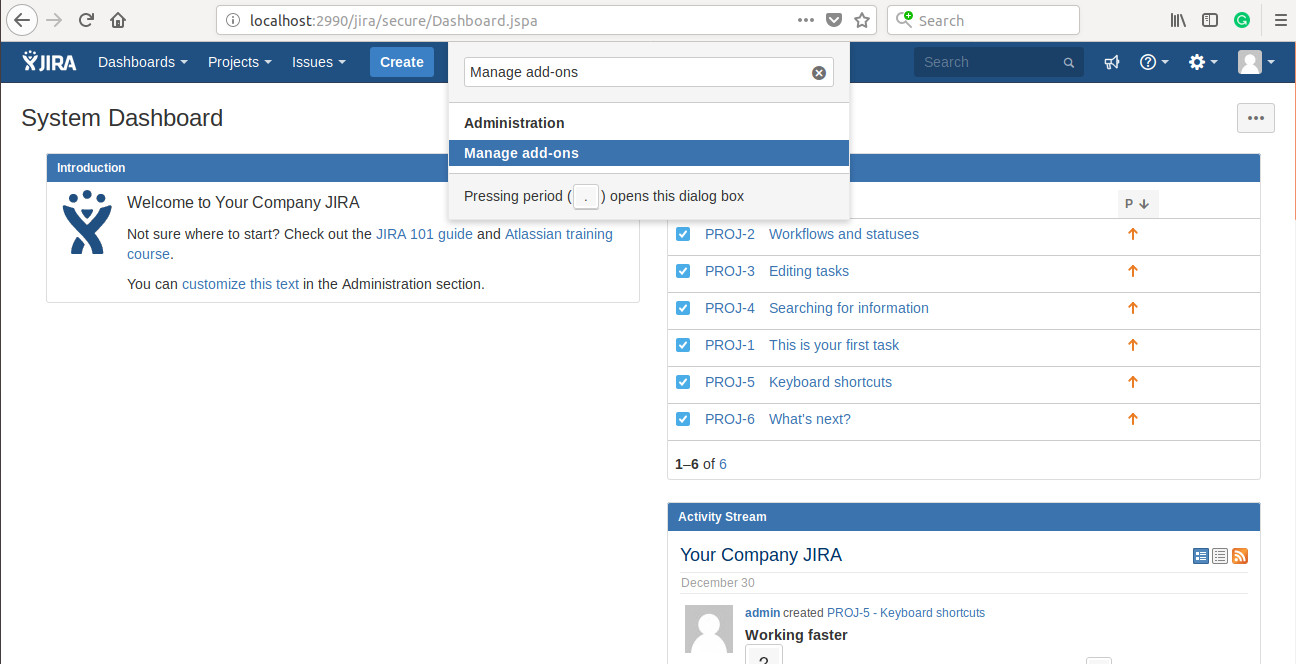 localhost:2990/jira/secure/Dashboard.jspa
Search
JIRA Dashboards Projects Issues Create
Search
Manage add-ons
Administration
Manage add-ons
Pressing period ( . ) opens this dialog box
System Dashboard
Introduction
Welcome to Your Company JIRA
Not sure where to start? Check out the JIRA 101 guide and Atlassian training
course.
You can customize this text in the Administration section.
P
PROJ-2 Workflows and statuses
PROJ-3 Editing tasks
PROJ-4 Searching for information
PROJ-1 This is your first task
PROJ-5 Keyboard shortcuts
PROJ-6 What's next?
1–6 of 6
Activity Stream
Your Company JIRA
December 30
admin created PROJ-5 - Keyboard shortcuts
Working faster
?